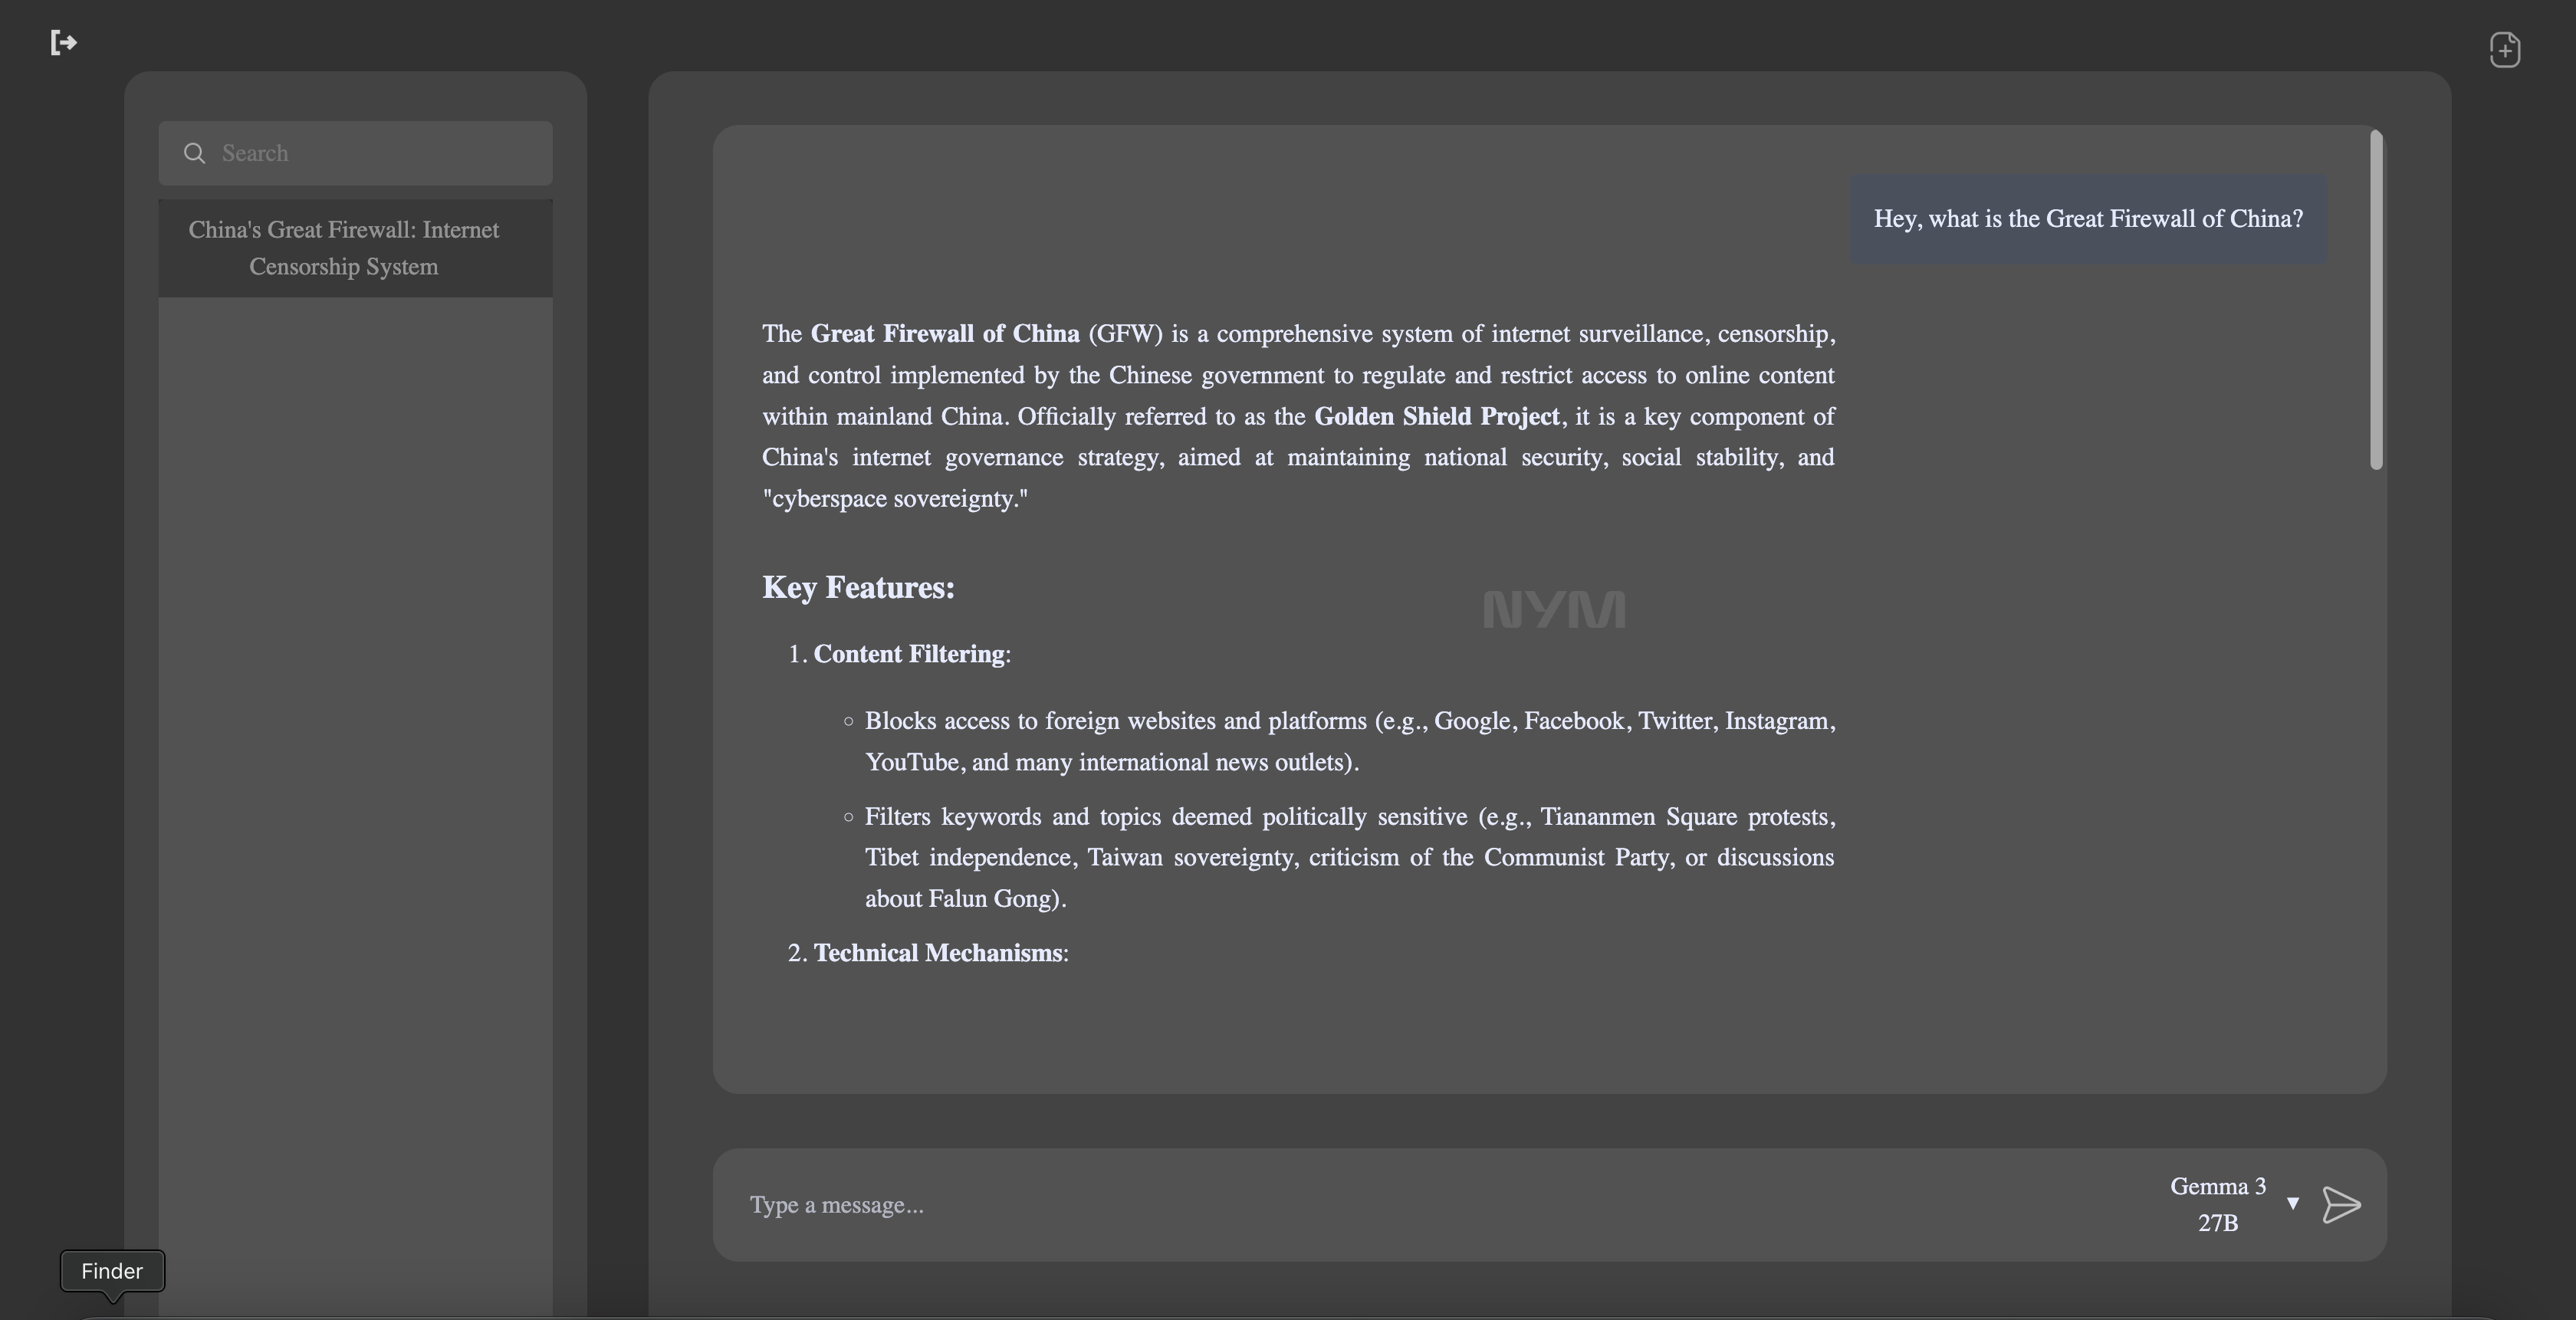 Search
China's Great Firewall: Internet
Censorship System
Hey, what is the Great Firewall of China?
The Great Firewall of China (GFW) is a comprehensive system of internet surveillance, censorship,
and control implemented by the Chinese government to regulate and restrict access to online content
within mainland China. Officially referred to as the Golden Shield Project, it is a key component of
China's internet governance strategy, aimed at maintaining national security, social stability, and
"cyberspace sovereignty."
Key Features:
NYM
1. Content Filtering:
○ Blocks access to foreign websites and platforms (e.g., Google, Facebook, Twitter, Instagram,
YouTube, and many international news outlets).
○ Filters keywords and topics deemed politically sensitive (e.g., Tiananmen Square protests,
Tibet independence, Taiwan sovereignty, criticism of the Communist Party, or discussions
about Falun Gong).
2. Technical Mechanisms:
Type a message...
Gemma 3
27B
Finder